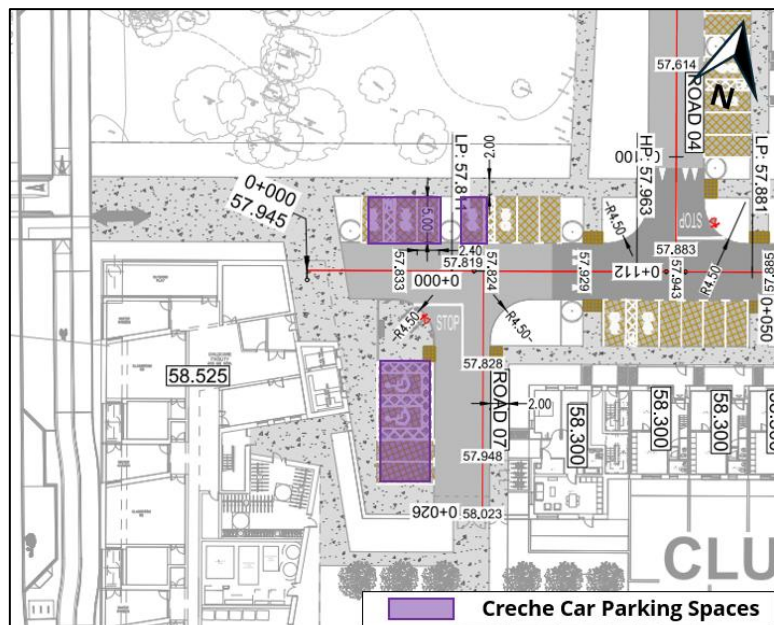 57.614
ROAD 04
N
0+100
HP: 57.963
LP: 57.881
2.00
0+000
57.945
5.00
2.40
57.833
57.819
57.824
0+000
R4.50
STOP
57.883
R4.50
57.929
0+112
57.943
57.885
0+050
R4.50
STOP
R4.50
58.525
57.828
ROAD 07
2.00
58.300
58.300
58.300
57.948
0+026
58.023
CLU
Creche Car Parking Spaces